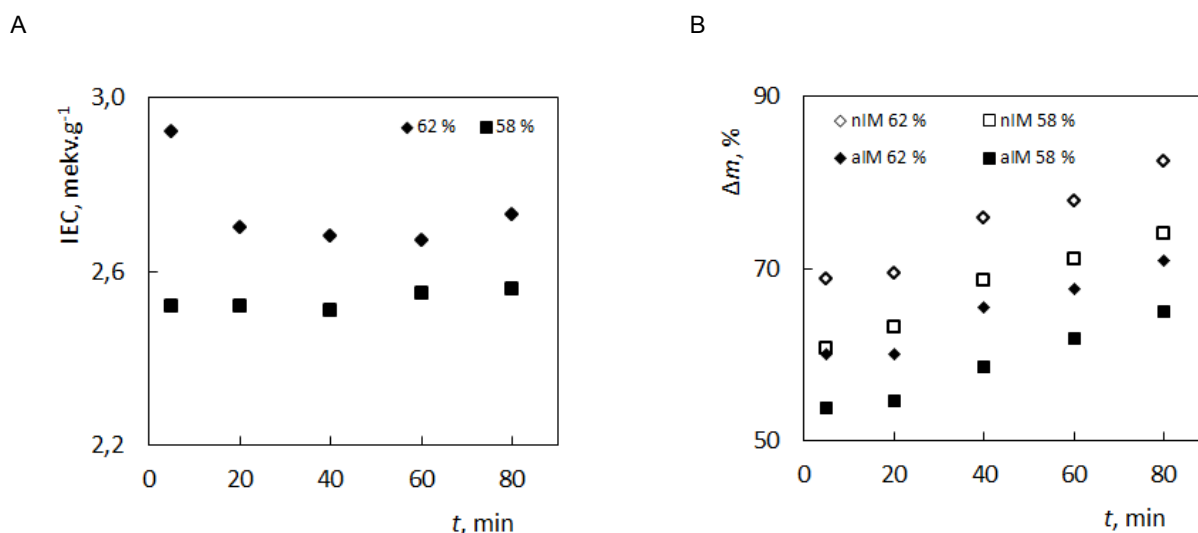 A
B
IEC, mekv.g-1
3,0
2,6
2,2
62 %
58 %
0 20 40 60 80
t, min
Δm, %
90
70
50
nIM 62 %
nIM 58 %
aIM 62 %
aIM 58 %
0 20 40 60 80
t, min